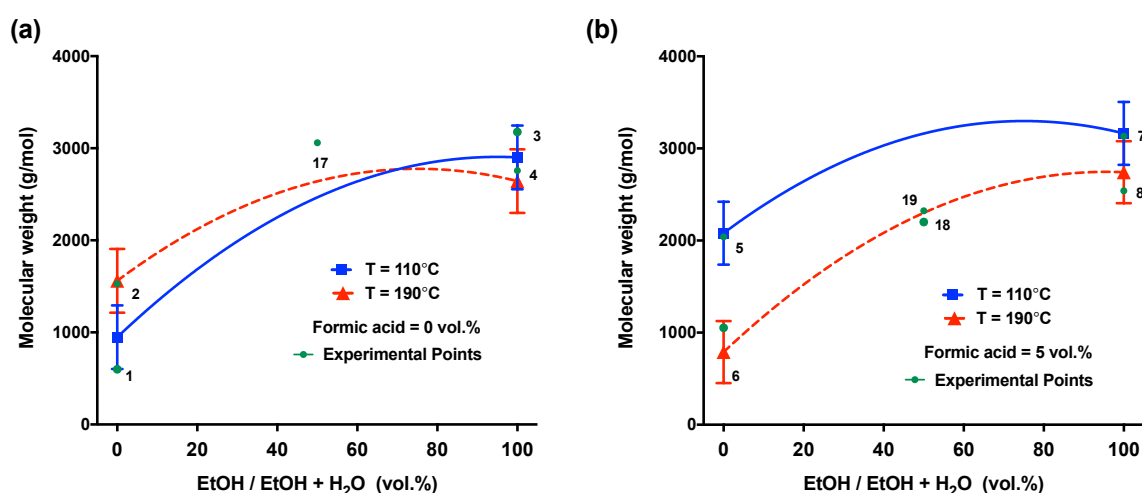 (a)
4000
3000
2000
1000
0
Molecular weight (g/mol)
17
3
4
2
1
T = 110°C
T = 190°C
Formic acid = 0 vol.%
Experimental Points
0 20 40 60 80 100
EtOH / EtOH + H₂O (vol.%)
(b)
4000
3000
2000
1000
0
Molecular weight (g/mol)
7
8
19
18
5
6
T = 110°C
T = 190°C
Formic acid = 5 vol.%
Experimental Points
0 20 40 60 80 100
EtOH / EtOH + H₂O (vol.%)